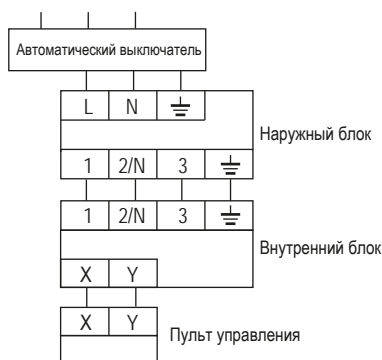 Автоматический выключатель
L N
Наружный блок
1 2/N 3
1 2/N 3
Внутренний блок
X Y
X Y
Пульт управления